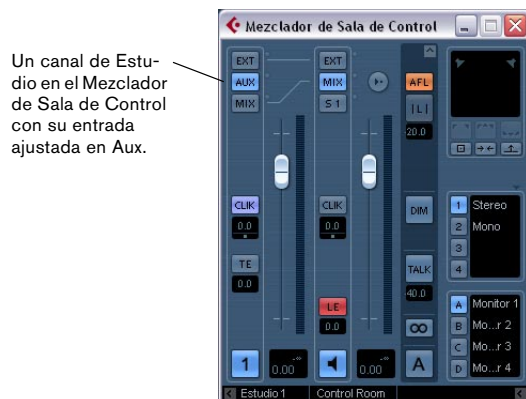 Un canal de Estu-
dio en el Mezclador
de Sala de Control
con su entrada
ajustada en Aux.
Mezclador de Sala de Control
EXT
AUX
MIX
EXT
MIX
S 1
AFL
|L|
20.0
CLIK
0.0
TE
0.0
CLIK
0.0
LE
0.0
DIM
TALK
40.0
1 Stereo
2 Mono
3
4
A Monitor 1
B Mo...r 2
C Mo...r 3
D Mo...r 4
1
0.00
-∞
0.00
-∞
∞
A
Estudio 1
Control Room